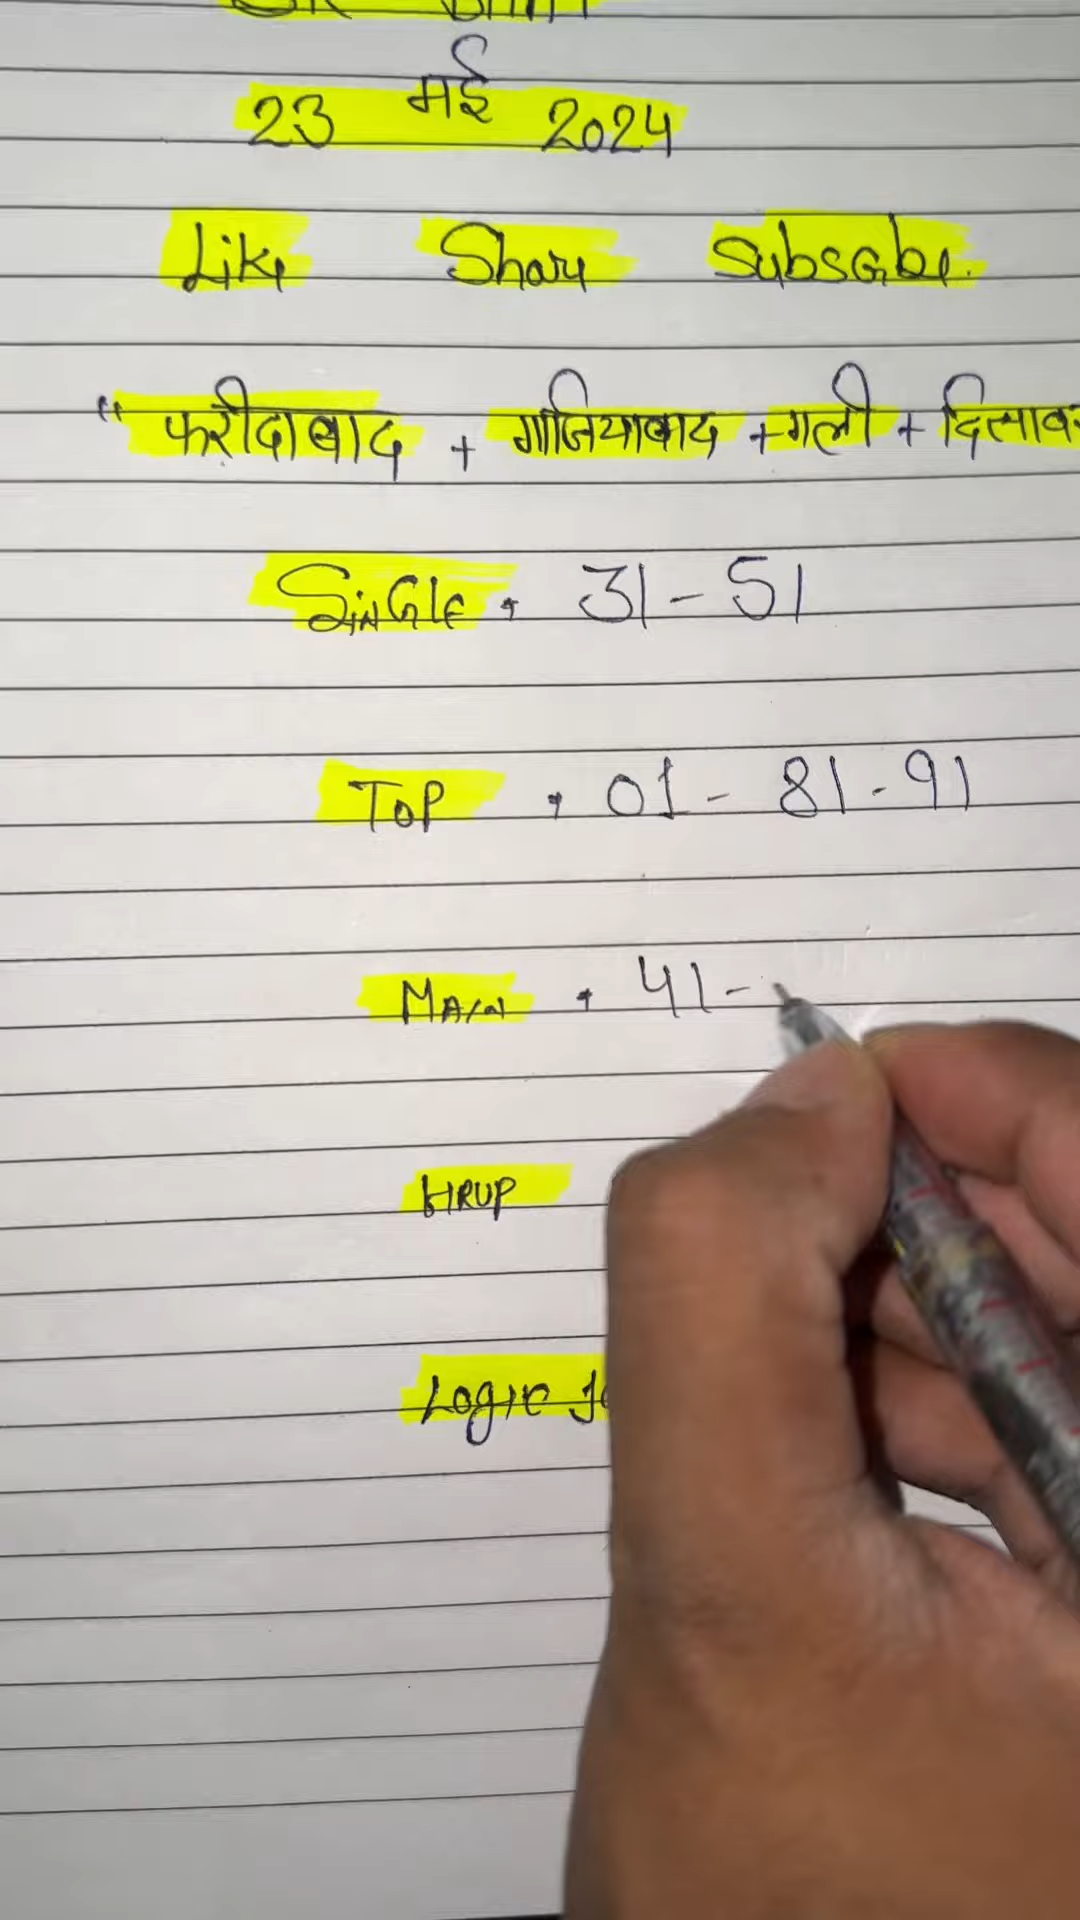 23 मई 2024
Like Share Subscribe.
“ फरीदाबाद + गाजियाबाद + गली + दिसावर
SiNGlE • 31 - 51
ToP • 01 - 81 - 91
MAiN • 41 -
HRUP
Logic